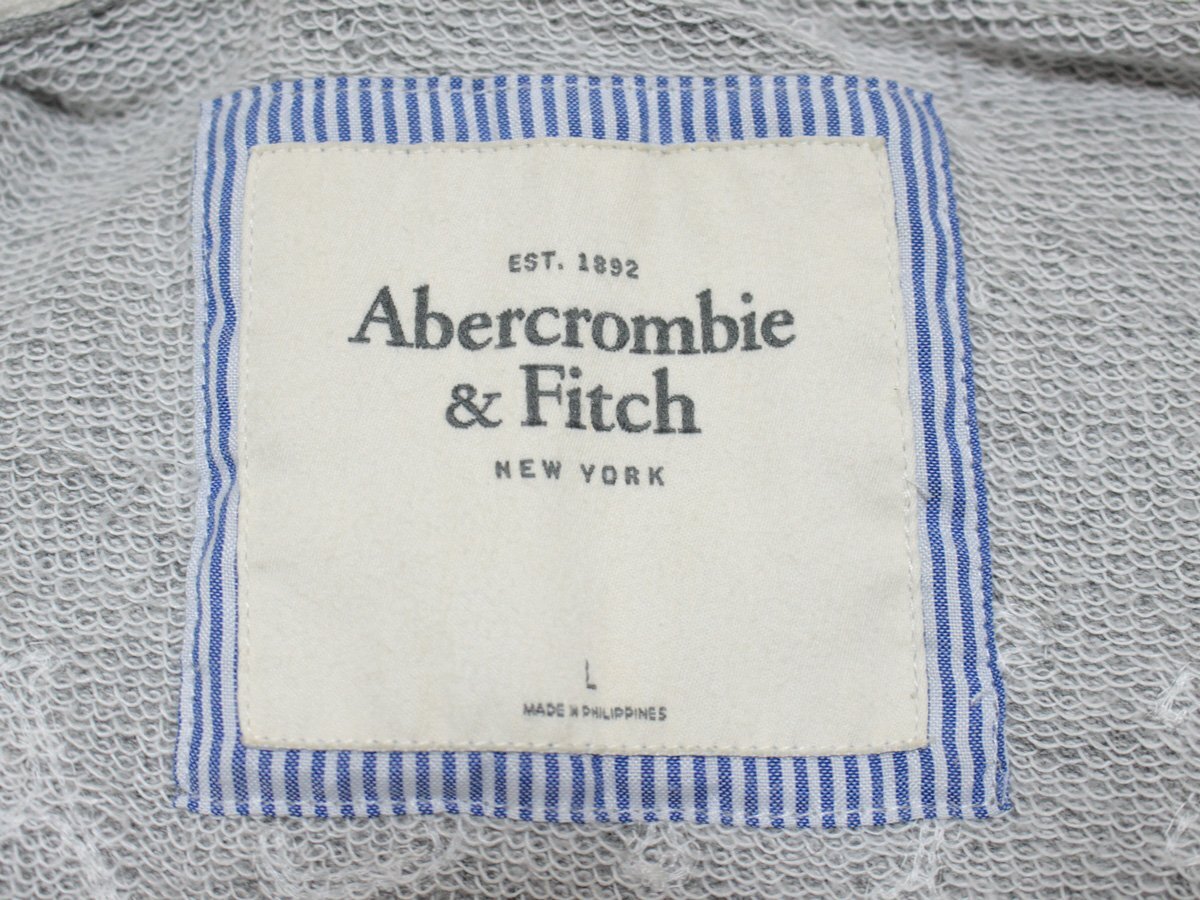 EST. 1892
Abercrombie
& Fitch
NEW YORK
L
MADE IN PHILIPPINES